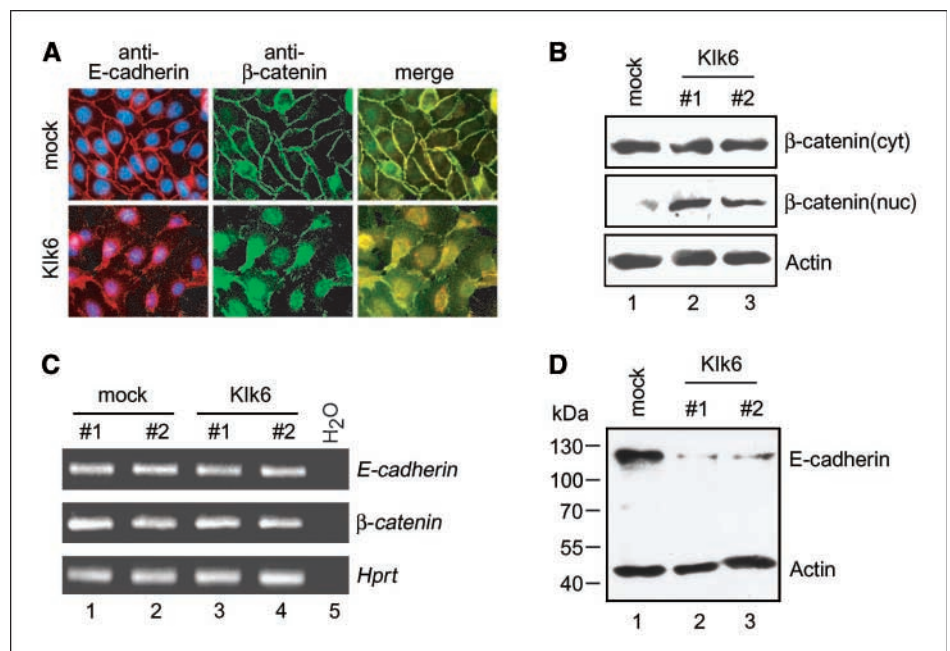 A
anti-
E-cadherin
anti-
β-catenin
merge
mock
Klk6
B
mock
Klk6
#1 #2
β-catenin(cyt)
β-catenin(nuc)
Actin
1 2 3
C
mock Klk6
#1 #2 #1 #2 H2O
E-cadherin
β-catenin
Hprt
1 2 3 4 5
D
mock
Klk6
kDa #1 #2
130
100
70
55
40
E-cadherin
Actin
1 2 3